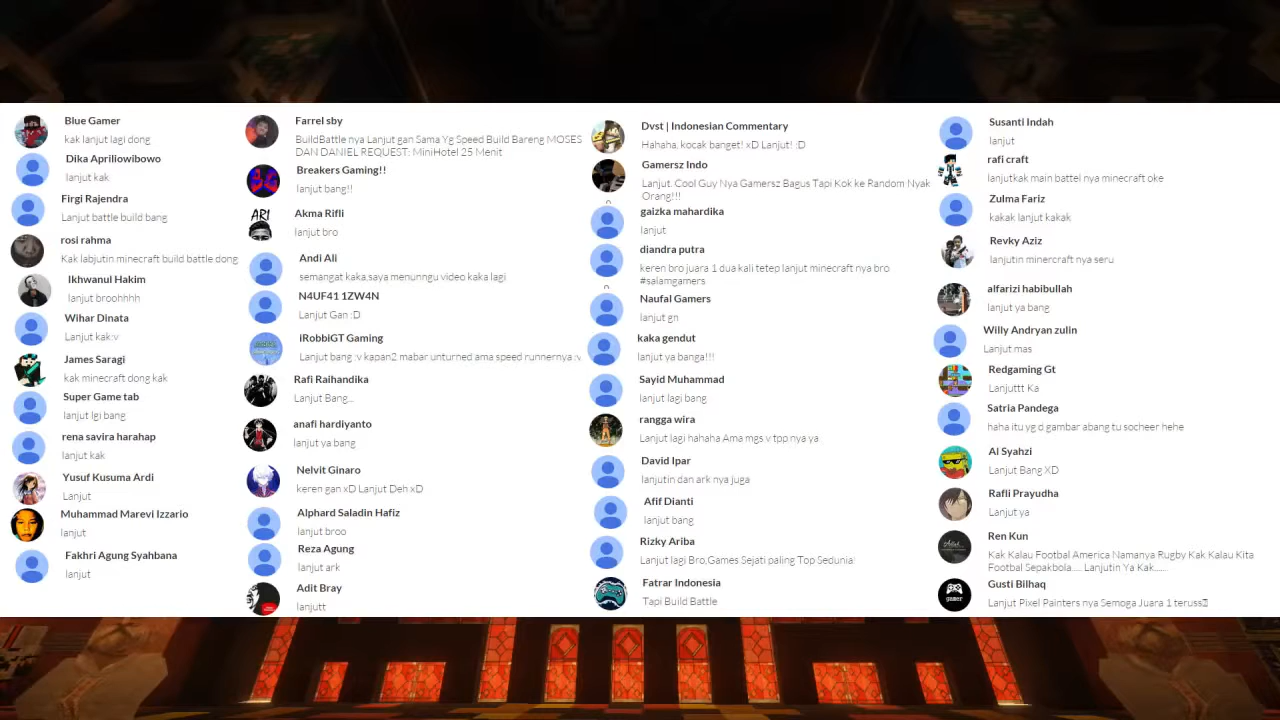 Blue Gamer
kak lanjut lagi dong
Dika Apriliowibowo
lanjut kak
Firgi Rajendra
Lanjut battle build bang
rosi rahma
Kak labjutin minecraft build battle dong
Ikhwanul Hakim
lanjut broohhhh
Wihar Dinata
Lanjut kak:v
James Saragi
kak minecraft dong kak
Super Game tab
lanjut lgi bang
rena savira harahap
lanjut kak
Yusuf Kusuma Ardi
Lanjut
Muhammad Marevi Izzario
lanjut
Fakhri Agung Syahbana
lanjut
Farrel sby
BuildBattle nya Lanjut gan Sama Yg Speed Build Bareng MOSES
DAN DANIEL REQUEST: MiniHotel 25 Menit
Breakers Gaming!!
lanjut bang!!
ARI
Akma Rifli
lanjut bro
Andi Ali
semangat kaka,saya menunngu video kaka lagi
N4UF41 1ZW4N
Lanjut Gan :D
iRobbiGT Gaming
Lanjut bang :v kapan2 mabar unturned ama speed runnernya :v
Rafi Raihandika
Lanjut Bang...
anafi hardiyanto
lanjut ya bang
Nelvit Ginaro
keren gan xD Lanjut Deh xD
Alphard Saladin Hafiz
lanjut broo
Reza Agung
lanjut ark
Adit Bray
lanjutt
Dvst | Indonesian Commentary
Hahaha, kocak banget! xD Lanjut! :D
Gamersz Indo
Lanjut. Cool Guy Nya Gamersz Bagus Tapi Kok ke Random Nyak
Orang!!!
gaizka mahardika
lanjut
diandra putra
keren bro juara 1 dua kali tetep lanjut minecraft nya bro
#salamgamers
Naufal Gamers
lanjut gn
kaka gendut
lanjut ya banga!!!
Sayid Muhammad
lanjut lagi bang
rangga wira
Lanjut lagi hahaha Ama mgs v tpp nya ya
David Ipar
lanjutin dan ark nya juga
Afif Dianti
lanjut bang
Rizky Ariba
Lanjut lagi Bro,Games Sejati paling Top Sedunia!
Fatrar Indonesia
Tapi Build Battle
Susanti Indah
lanjut
rafi craft
lanjutkak main battel nya minecraft oke
Zulma Fariz
kakak lanjut kakak
Revky Aziz
lanjutin minercraft nya seru
alfarizi habibullah
lanjut ya bang
Willy Andryan zulin
Lanjut mas
Redgaming Gt
Lanjuttt Ka
Satria Pandega
haha itu yg d gambar abang tu socheer hehe
Al Syahzi
Lanjut Bang XD
Rafli Prayudha
Lanjut ya
Ren Kun
Kak Kalau Footbal America Namanya Rugby Kak Kalau Kita
Footbal Sepakbola.... Lanjutin Ya Kak......
gamer
Gusti Bilhaq
Lanjut Pixel Painters nya Semoga Juara 1 teruss